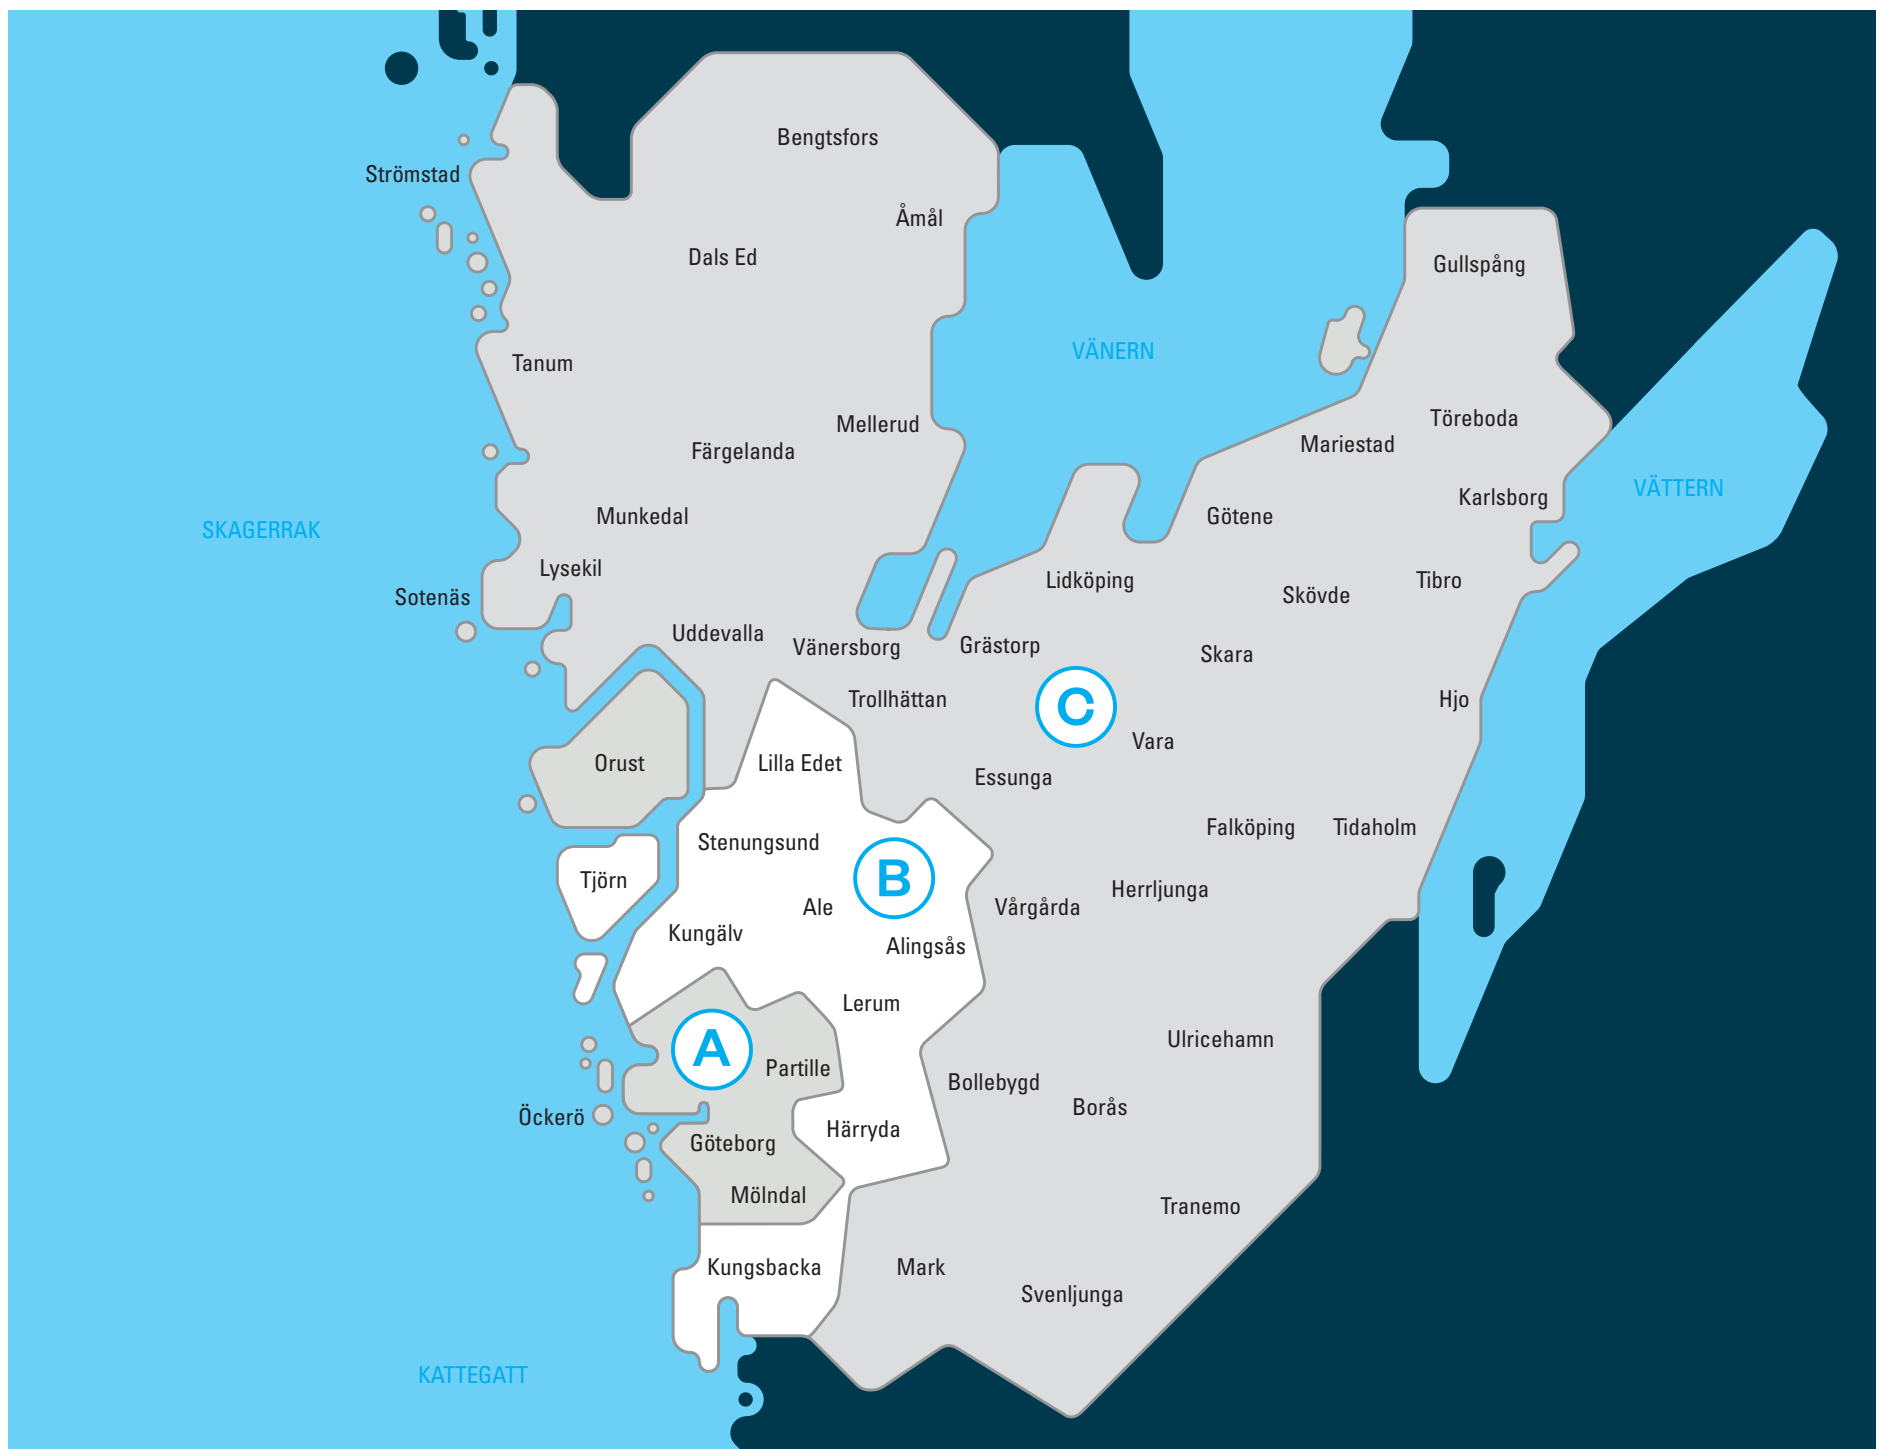 Bengtsfors
Strömstad
Åmål
Dals Ed
Gullspång
VÄNERN
Tanum
Töreboda
Mellerud
Mariestad
Färgelanda
VÄTTERN
Karlsborg
Munkedal
Götene
SKAGERRAK
Lysekil
Lidköping
Tibro
Skövde
Sotenäs
Uddevalla
Vänersborg
Grästorp
Skara
Trollhättan
C
Hjo
Vara
Orust
Lilla Edet
Essunga
Falköping
Tidaholm
Stenungsund
Tjörn
B
Herrljunga
Ale
Vårgårda
Kungälv
Alingsås
Lerum
Ulricehamn
A
Partille
Bollebygd
Borås
Öckerö
Härryda
Göteborg
Mölndal
Tranemo
Kungsbacka
Mark
Svenljunga
KATTEGATT